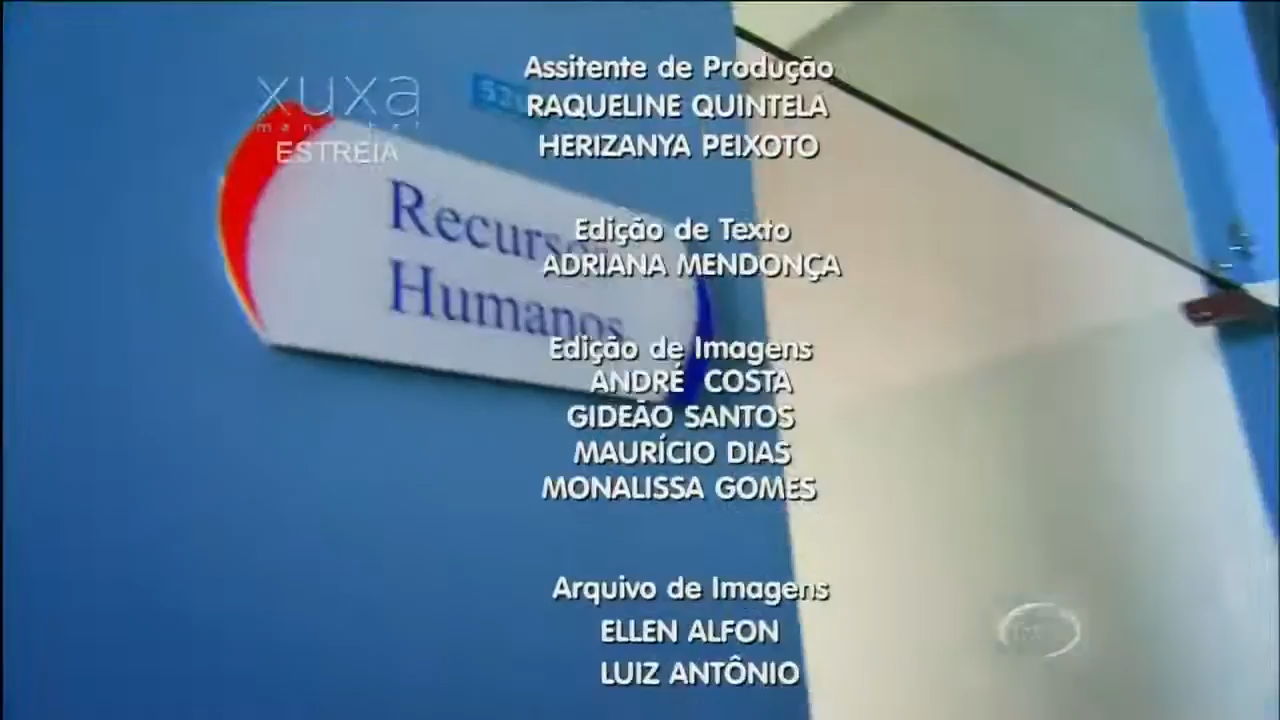 xuxa
meneghel
ESTREIA
Recursos
Humanos
Assitente de Produção
RAQUELINE QUINTELA
HERIZANYA PEIXOTO
Edição de Texto
ADRIANA MENDONÇA
Edição de Imagens
ANDRÉ COSTA
GIDEÃO SANTOS
MAURÍCIO DIAS
MONALISSA GOMES
Arquivo de Imagens
ELLEN ALFON
LUIZ ANTÔNIO